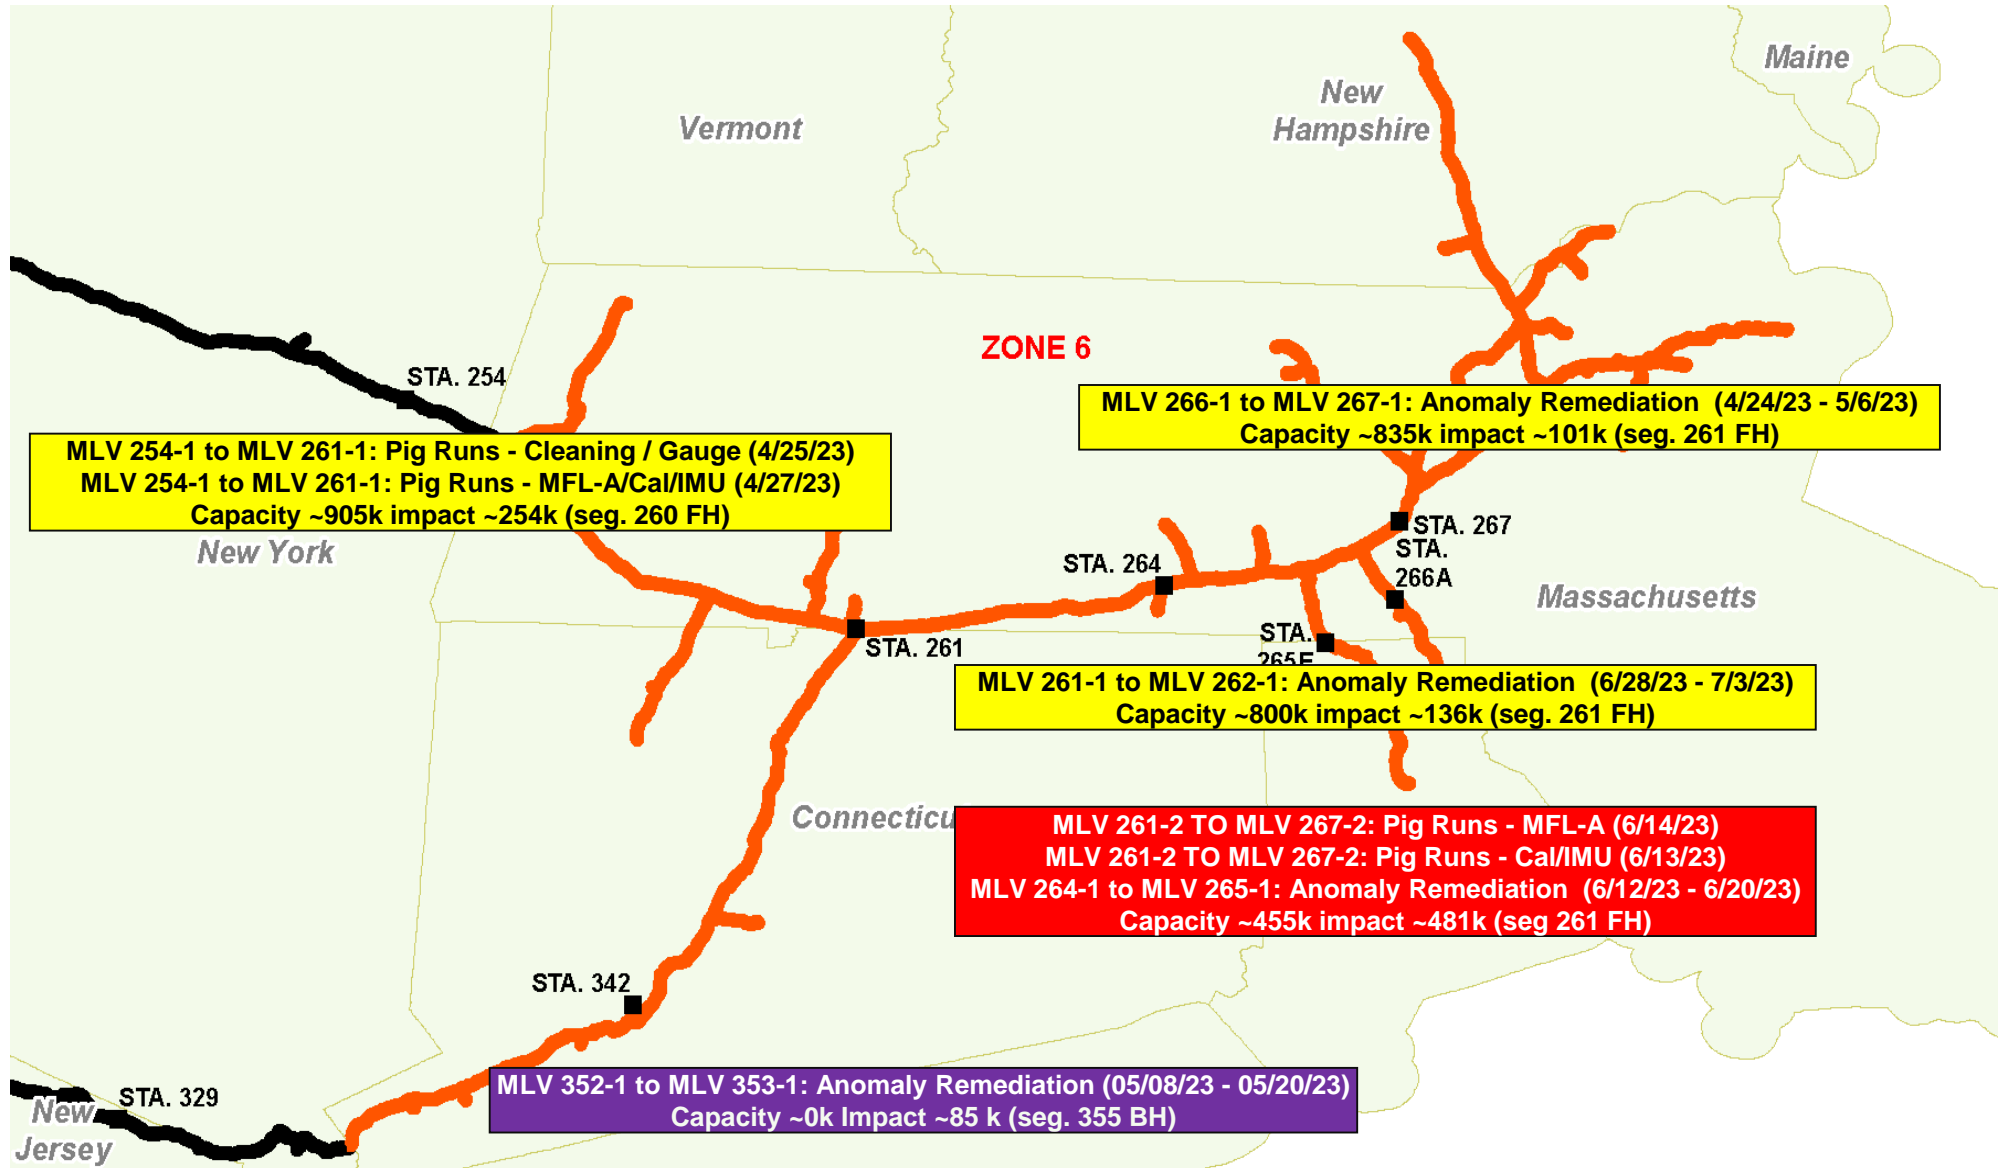 Maine
New
Hampshire
Vermont
ZONE 6
STA. 254
MLV 266-1 to MLV 267-1: Anomaly Remediation (4/24/23 - 5/6/23)
Capacity ~835k impact ~101k (seg. 261 FH)
MLV 254-1 to MLV 261-1: Pig Runs - Cleaning / Gauge (4/25/23)
MLV 254-1 to MLV 261-1: Pig Runs - MFL-A/Cal/IMU (4/27/23)
Capacity ~905k impact ~254k (seg. 260 FH)
New York
STA. 267
STA.
266A
STA. 264
Massachusetts
STA. 261
STA.
265E
MLV 261-1 to MLV 262-1: Anomaly Remediation (6/28/23 - 7/3/23)
Capacity ~800k impact ~136k (seg. 261 FH)
Connecticu
MLV 261-2 TO MLV 267-2: Pig Runs - MFL-A (6/14/23)
MLV 261-2 TO MLV 267-2: Pig Runs - Cal/IMU (6/13/23)
MLV 264-1 to MLV 265-1: Anomaly Remediation (6/12/23 - 6/20/23)
Capacity ~455k impact ~481k (seg 261 FH)
STA. 342
MLV 352-1 to MLV 353-1: Anomaly Remediation (05/08/23 - 05/20/23)
Capacity ~0k Impact ~85 k (seg. 355 BH)
STA. 329
New
Jersey